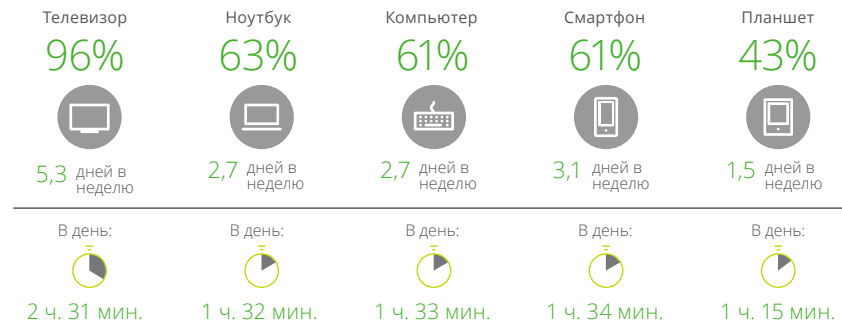 Телевизор Ноутбук Компьютер Смартфон Планшет
96% 63% 61% 61% 43%
5,3 дней в неделю
2,7 дней в неделю
2,7 дней в неделю
3,1 дней в неделю
1,5 дней в неделю
В день: В день: В день: В день: В день:
2 ч. 31 мин. 1 ч. 32 мин. 1 ч. 33 мин. 1 ч. 34 мин. 1 ч. 15 мин.